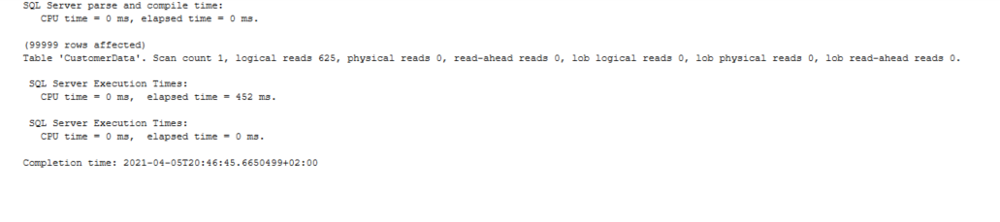 SQL Server parse and compile time:
CPU time = 0 ms, elapsed time = 0 ms.
(99999 rows affected)
Table 'CustomerData'. Scan count 1, logical reads 625, physical reads 0, read-ahead reads 0, lob logical reads 0, lob physical reads 0, lob read-ahead reads 0.
SQL Server Execution Times:
CPU time = 0 ms, elapsed time = 452 ms.
SQL Server Execution Times:
CPU time = 0 ms, elapsed time = 0 ms.
Completion time: 2021-04-05T20:46:45.6650499+02:00